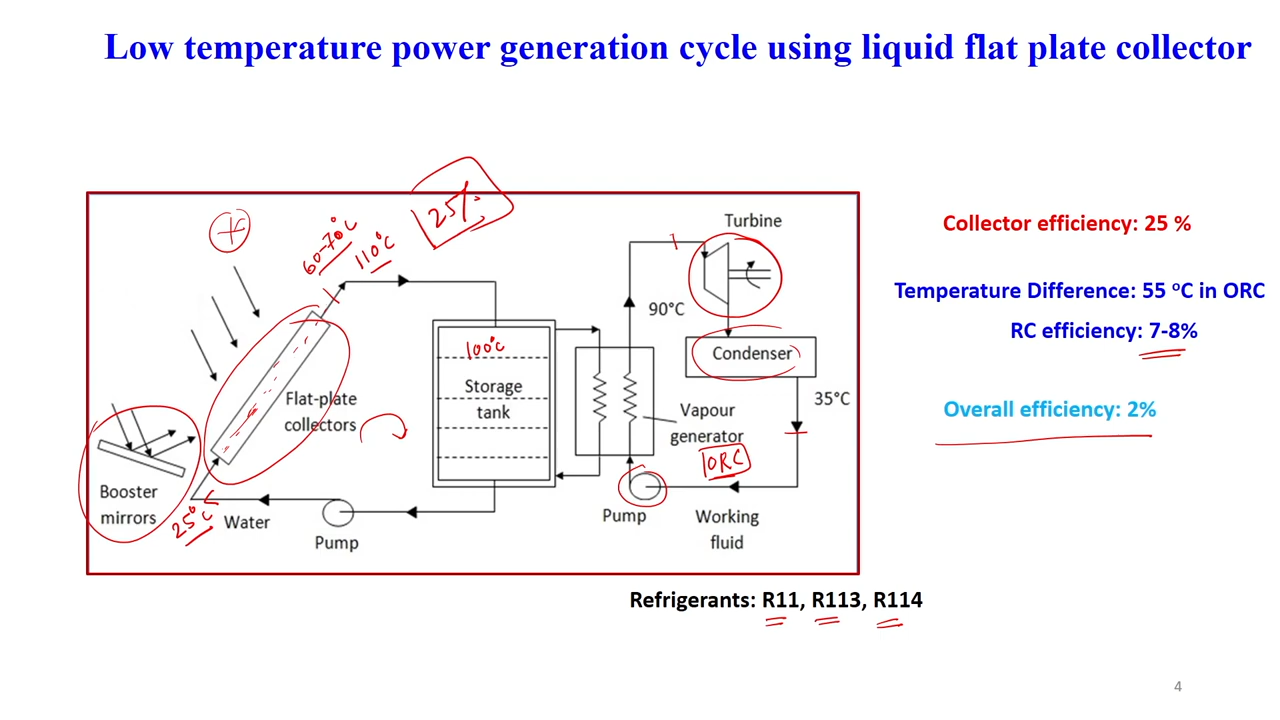 Low temperature power generation cycle using liquid flat plate collector
25%
60-70°C
110°C
Turbine
Collector efficiency: 25 %
Temperature Difference: 55 °C in ORC
RC efficiency: 7-8%
Overall efficiency: 2%
90°C
100°C
Condenser
Storage
tank
35°C
Flat-plate
collectors
Vapour
generator
ORC
Booster
mirrors
25°C
Water
Pump
Pump
Working
fluid
Refrigerants: R11, R113, R114
4